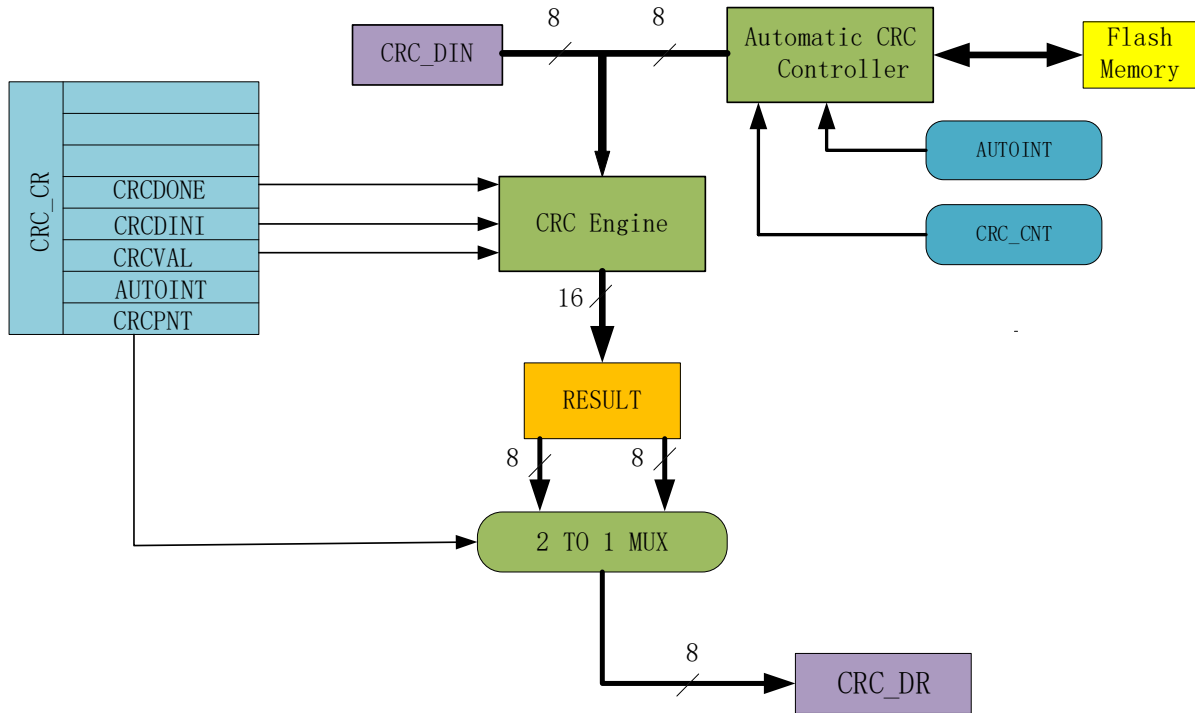 8
8
CRC_DIN
Automatic CRC
Controller
Flash
Memory
AUTOINT
CRC_CNT
CRC_CR
CRCDONE
CRCDINI
CRCVAL
AUTOINT
CRCPNT
CRC Engine
16
RESULT
8
8
2 TO 1 MUX
8
CRC_DR